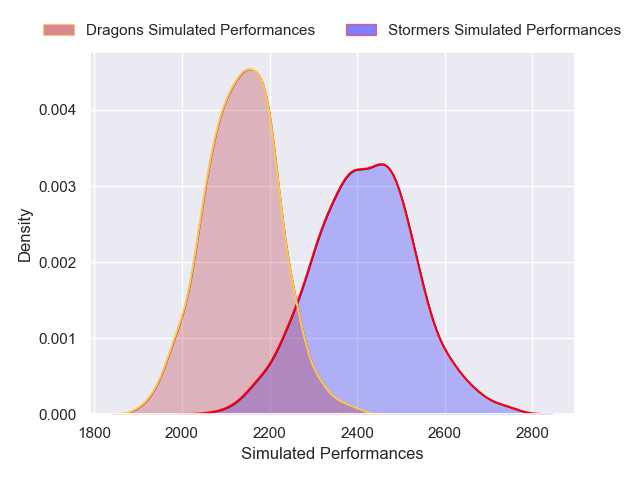 Dragons Simulated Performances Stormers Simulated Performances
0.004
0.003
0.002
0.001
0.000
Density
1800 2000 2200 2400 2600 2800
Simulated Performances